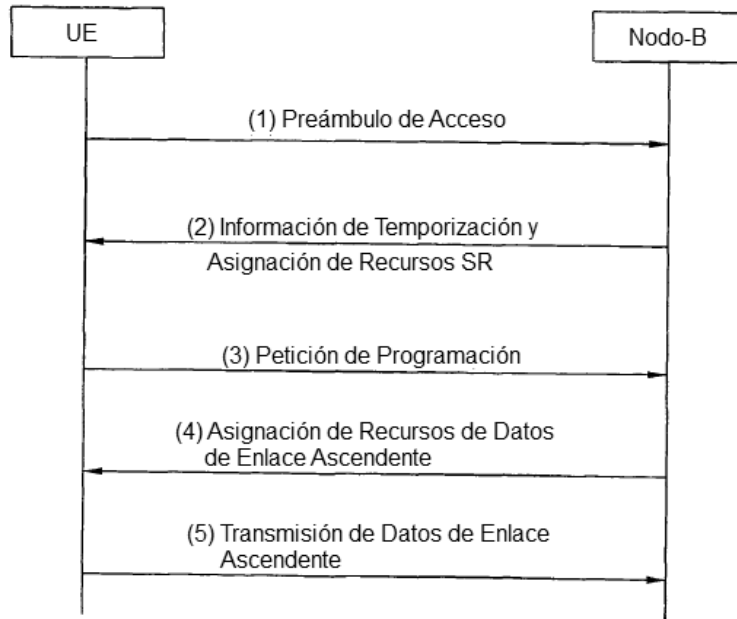 UE
Nodo-B
(1) Preámbulo de Acceso
(2) Información de Temporización y
Asignación de Recursos SR
(3) Petición de Programación
(4) Asignación de Recursos de Datos
de Enlace Ascendente
(5) Transmisión de Datos de Enlace
Ascendente